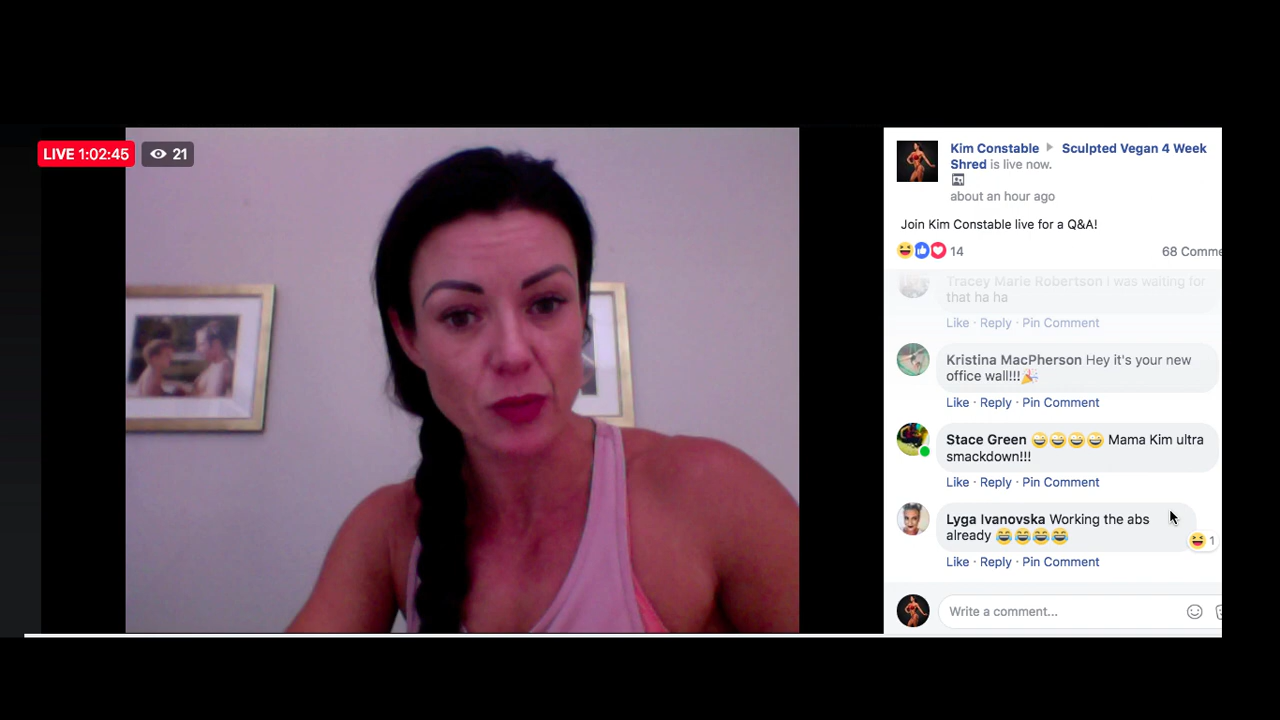 LIVE 1:02:45
21
Kim Constable ▸ Sculpted Vegan 4 Week
Shred is live now.
about an hour ago
Join Kim Constable live for a Q&A!
14
68 Comme
Tracey Marie Robertson I was waiting for
that ha ha
Like · Reply · Pin Comment
Kristina MacPherson Hey it's your new
office wall!!!🎉
Like · Reply · Pin Comment
Stace Green 🤪🤪🤪🤪 Mama Kim ultra
smackdown!!!
Like · Reply · Pin Comment
Lyga Ivanovska Working the abs
already 😂😂😂😂
1
Like · Reply · Pin Comment
Write a comment...